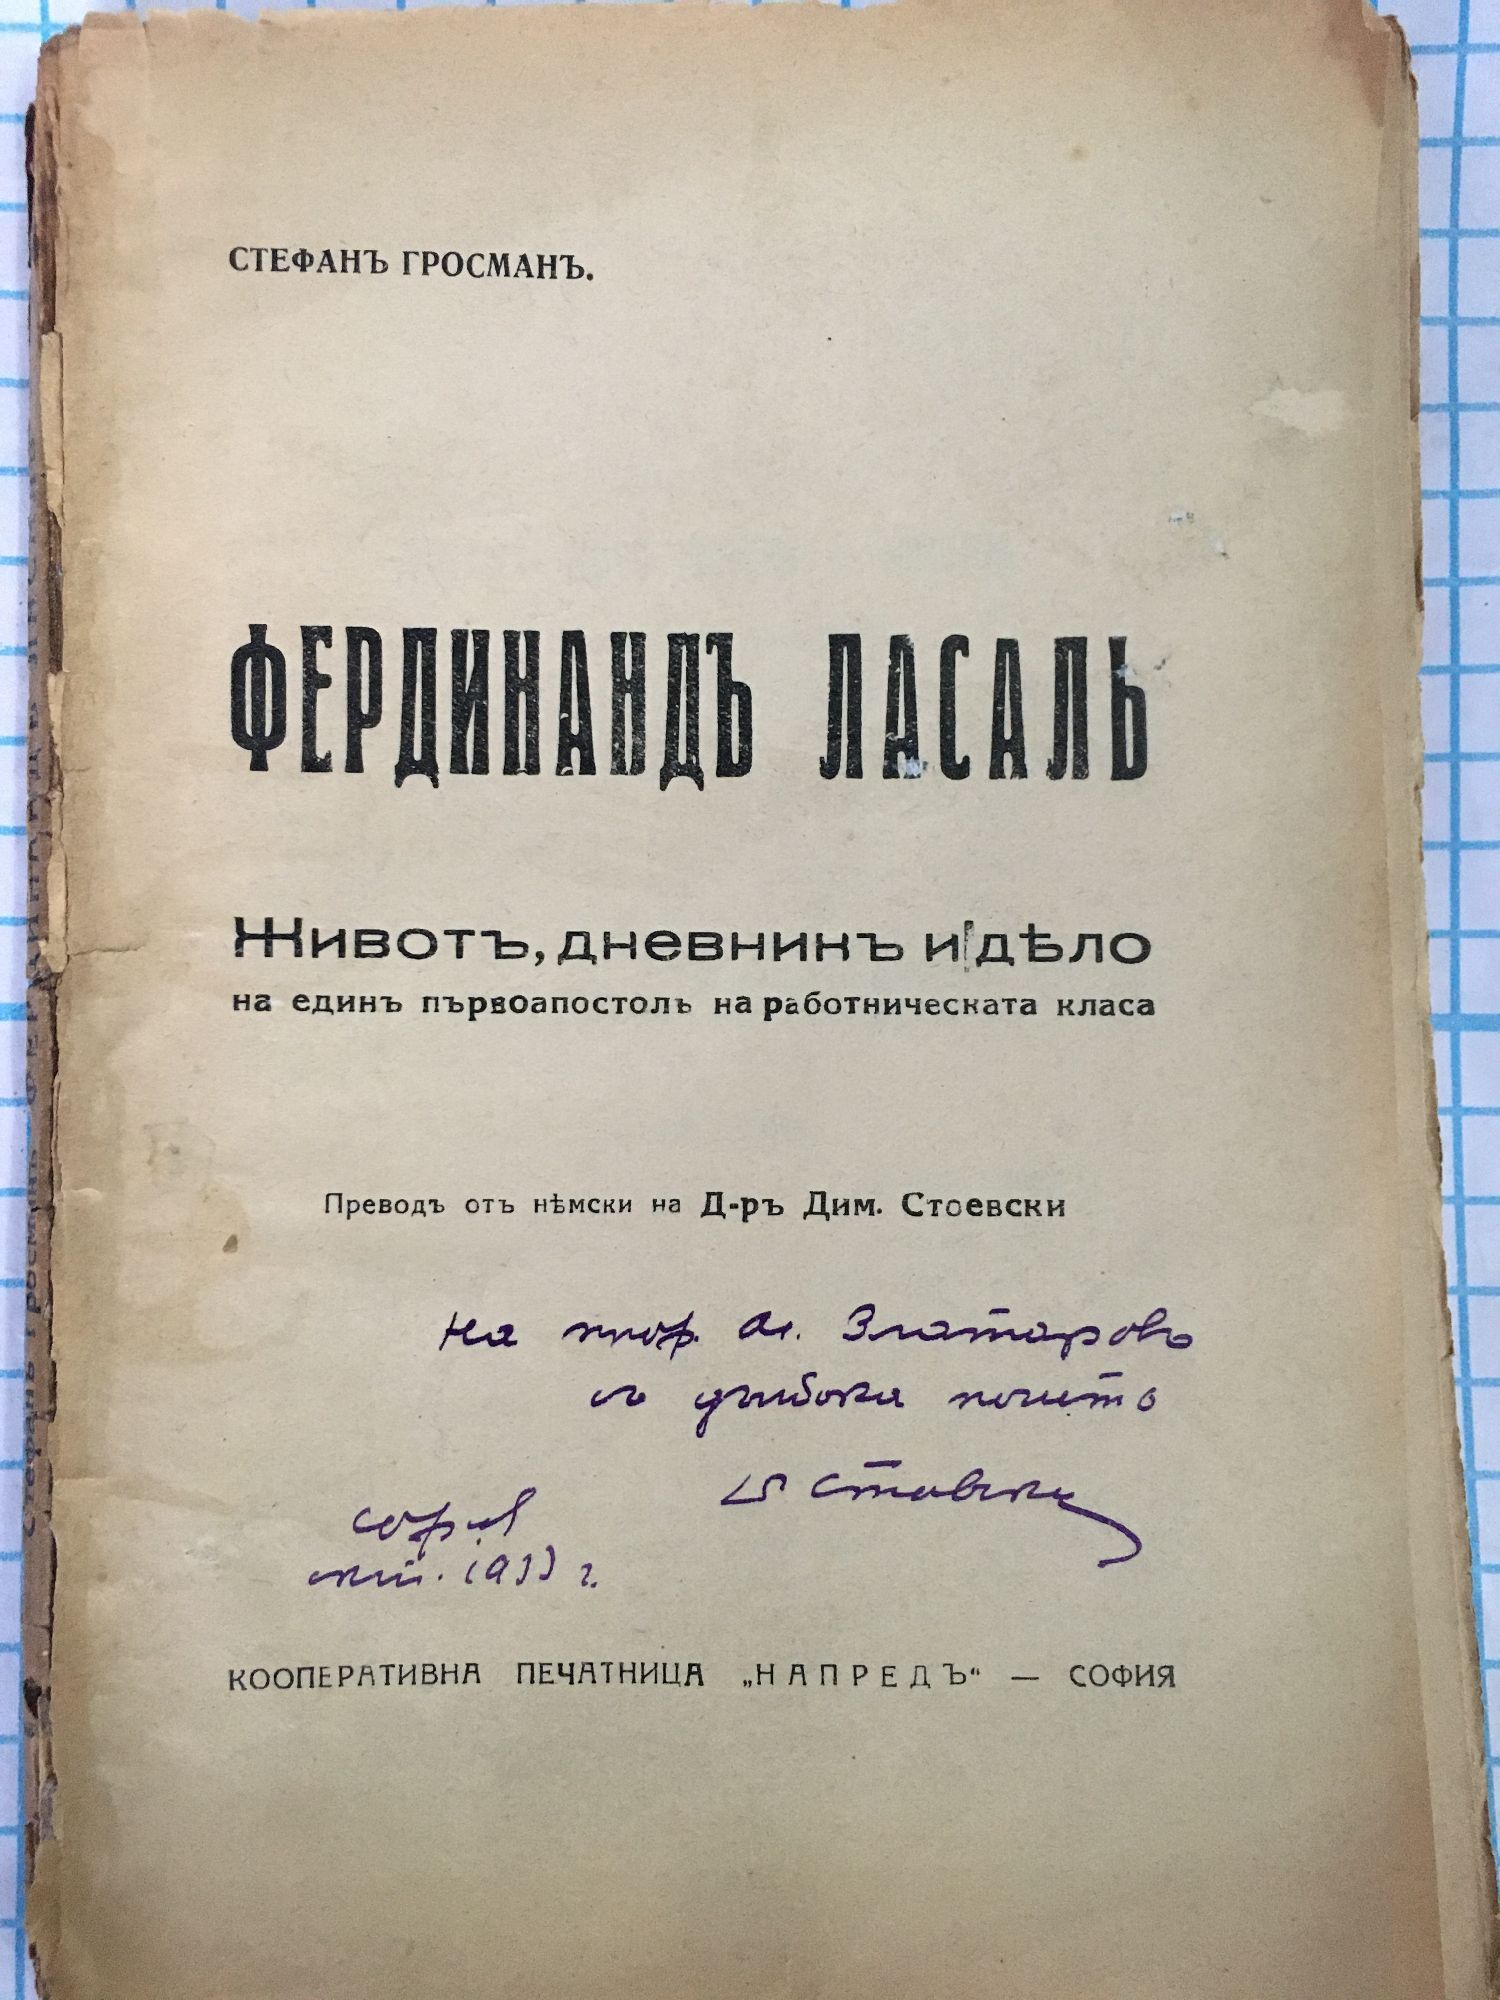 СТЕФАНЪ ГРОСМАНЪ.
ФЕРДИНАНДЪ ЛАСАЛЬ
Животъ, дневникъ и дѣло
на единъ първоапостолъ на работническата класа
Преводъ отъ нѣмски на Д-ръ Дим. Стоевски
На проф. Ас. Златаровъ
съ дълбока почить
Д Стоевски
София
1933 г.
КООПЕРАТИВНА ПЕЧАТНИЦА „НАПРЕДЪ“ — СОФИЯ